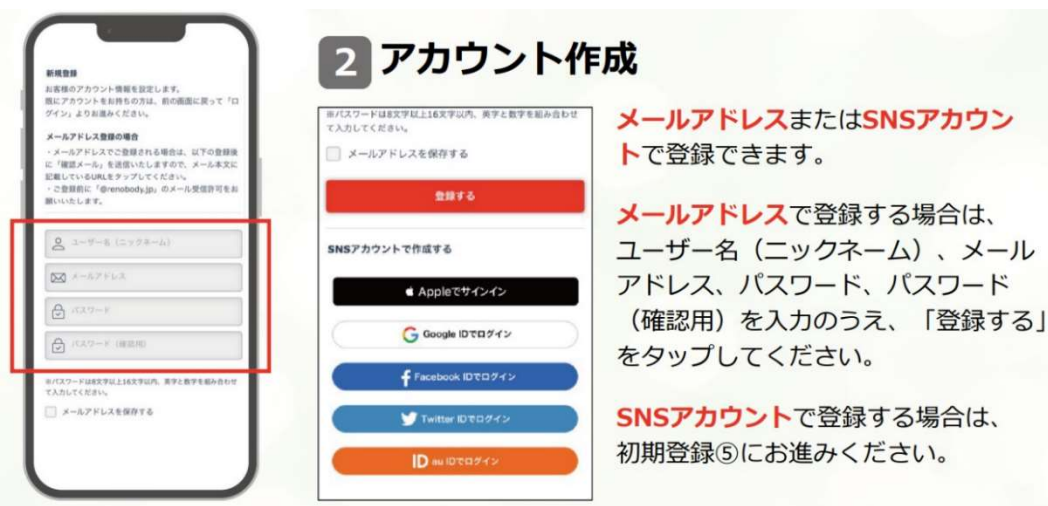 新規登録
お客様のアカウント情報を設定します。
既にアカウントをお持ちの方は、前の画面に戻って「ロ
グイン」よりお進みください。
メールアドレス登録の場合
・メールアドレスでご登録される場合は、以下の登録後
に「確認メール」を送信いたしますので、メール本文に
記載しているURLをタップしてください。
・ご登録前に「@renobody.jp」のメール受信許可をお
願いいたします。
ユーザー名（ニックネーム）
メールアドレス
パスワード
パスワード（確認用）
※パスワードは8文字以上16文字以内、英字と数字を組み合わせ
て入力してください。
メールアドレスを保存する
2 アカウント作成
※パスワードは8文字以上16文字以内、英字と数字を組み合わせ
て入力してください。
メールアドレスを保存する
登録する
SNSアカウントで作成する
Appleでサインイン
Google IDでログイン
Facebook IDでログイン
Twitter IDでログイン
ID au IDでログイン
メールアドレスまたはSNSアカウン
トで登録できます。
メールアドレスで登録する場合は、
ユーザー名（ニックネーム）、メール
アドレス、パスワード、パスワード
（確認用）を入力のうえ、「登録する」
をタップしてください。
SNSアカウントで登録する場合は、
初期登録⑤にお進みください。